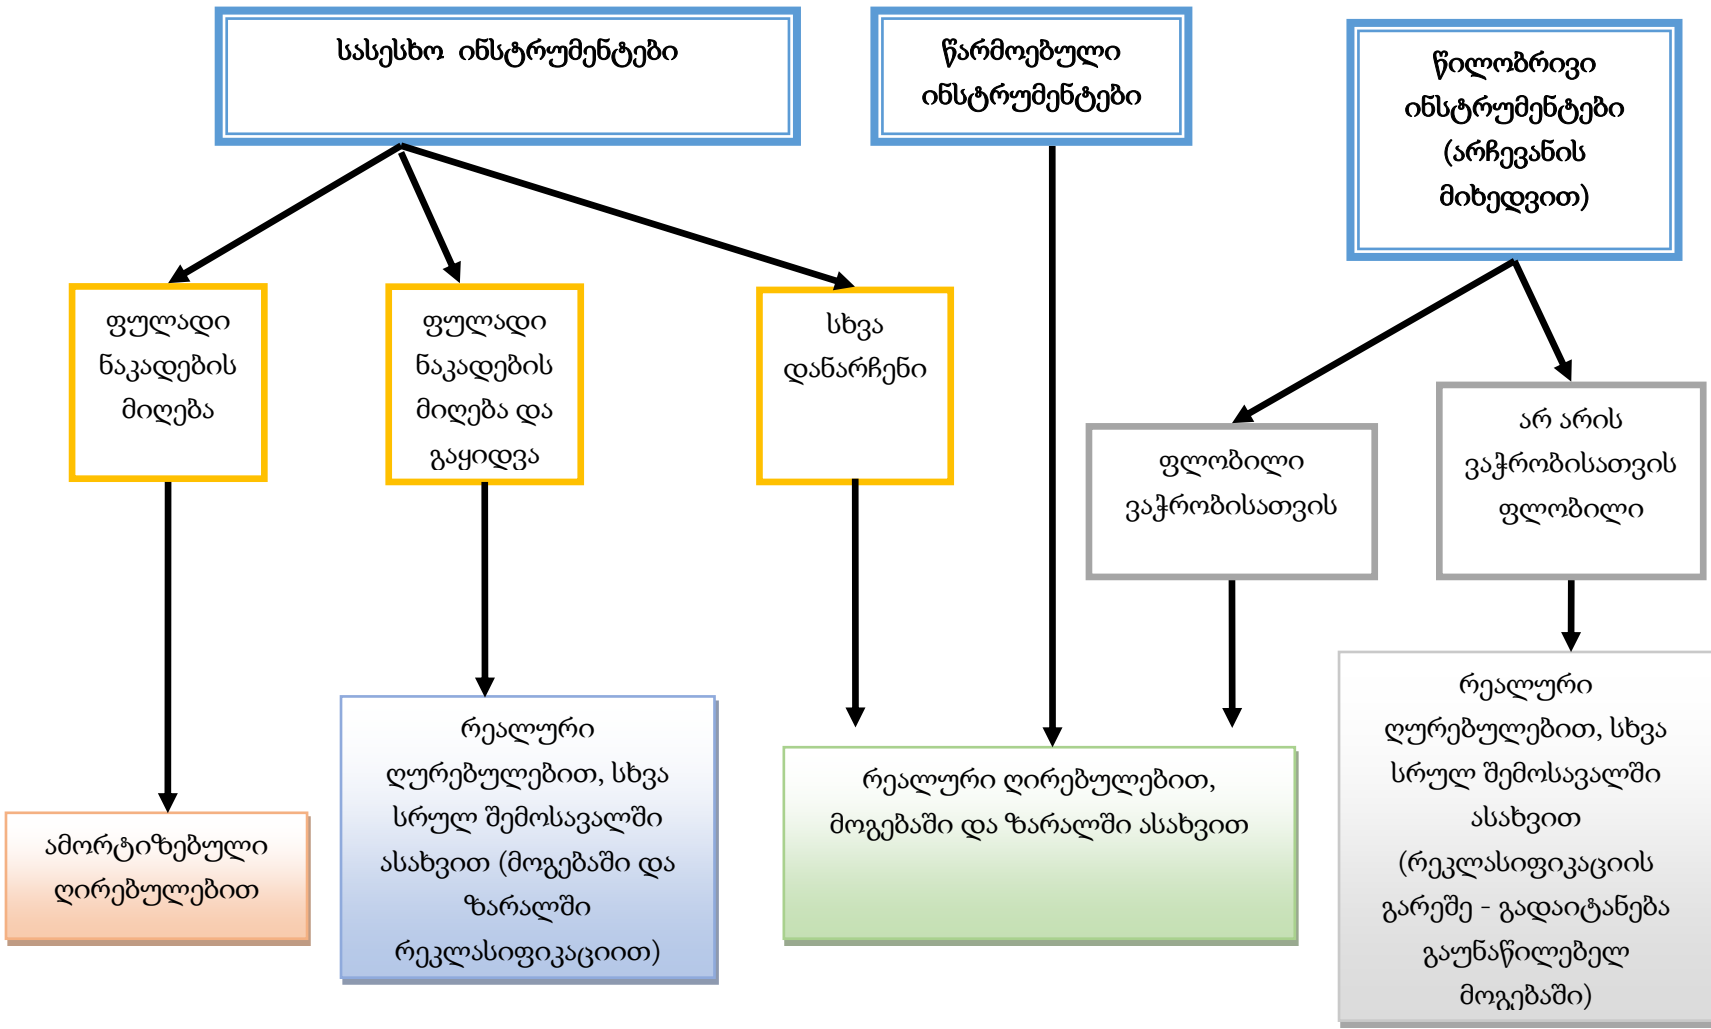 სასესხო ინსტრუმენტები
წარმოებული
ინსტრუმენტები
წილობრივი
ინსტრუმენტები
(არჩევანის
მიხედვით)
ფულადი
ნაკადების
მიღება
ფულადი
ნაკადების
მიღება და
გაყიდვა
სხვა
დანარჩენი
ფლობილი
ვაჭრობისათვის
არ არის
ვაჭრობისათვის
ფლობილი
ამორტიზებული
ღირებულებით
რეალური
ღურებულებით, სხვა
სრულ შემოსავალში
ასახვით (მოგებაში და
ზარალში
რეკლასიფიკაციით)
რეალური ღირებულებით,
მოგებაში და ზარალში ასახვით
რეალური
ღურებულებით, სხვა
სრულ შემოსავალში
ასახვით
(რეკლასიფიკაციის
გარეშე - გადაიტანება
გაუნაწილებელ
მოგებაში)